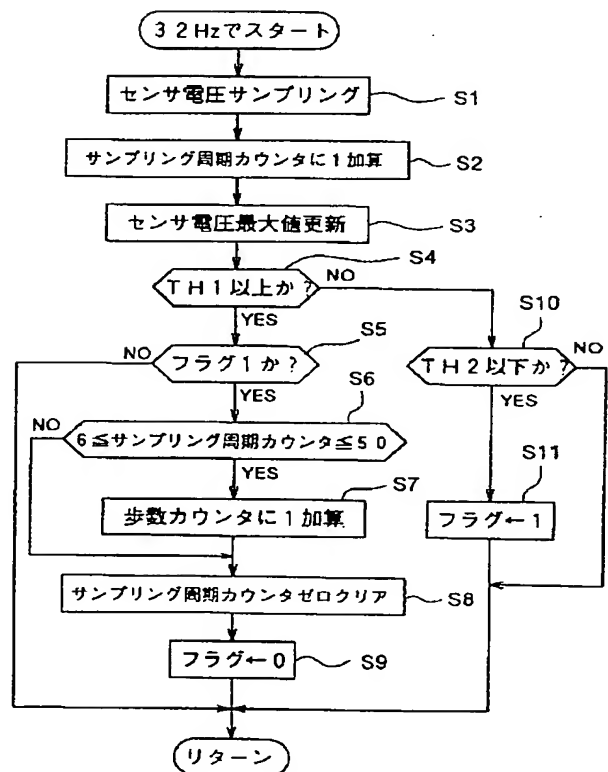 32Hzでスタート
センサ電圧サンプリング
S1
サンプリング周期カウンタに1加算
S2
センサ電圧最大値更新
S3
S4
TH1以上か?
NO
YES
S5
NO
フラグ1か?
YES
S6
NO
6≦サンプリング周期カウンタ≦50
YES
S7
歩数カウンタに1加算
サンプリング周期カウンタゼロクリア
S8
フラグ←0
S9
S10
TH2以下か?
NO
YES
S11
フラグ←1
リターン